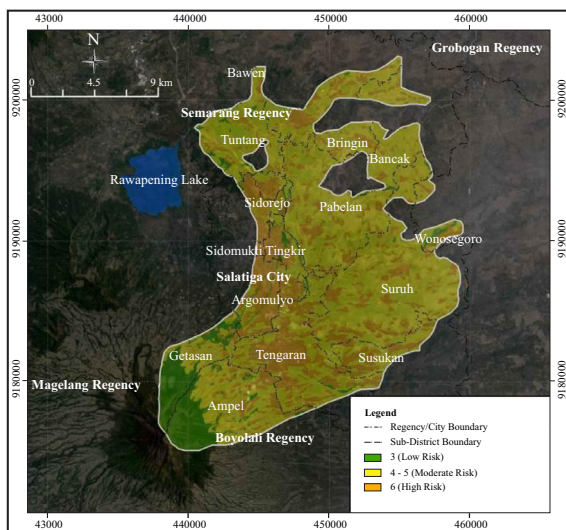 43000 440000 450000 460000
Grobogan Regency
N
0 4.5 9 km
Bawen
9200000 9200000
Semarang Regency
Tuntang
Bringin
Bancak
Rawapening Lake
Sidorejo
Pabelan
9190000 9190000
Wonosegoro
Sidomukti Tingkir
Salatiga City
Suruh
Argomulyo
Getasan
Tengaran
Susukan
Magelang Regency
9180000 9180000
Ampel
Boyolali Regency
Legend
Regency/City Boundary
Sub-District Boundary
3 (Low Risk)
4 - 5 (Moderate Risk)
6 (High Risk)
43000 440000 450000 460000